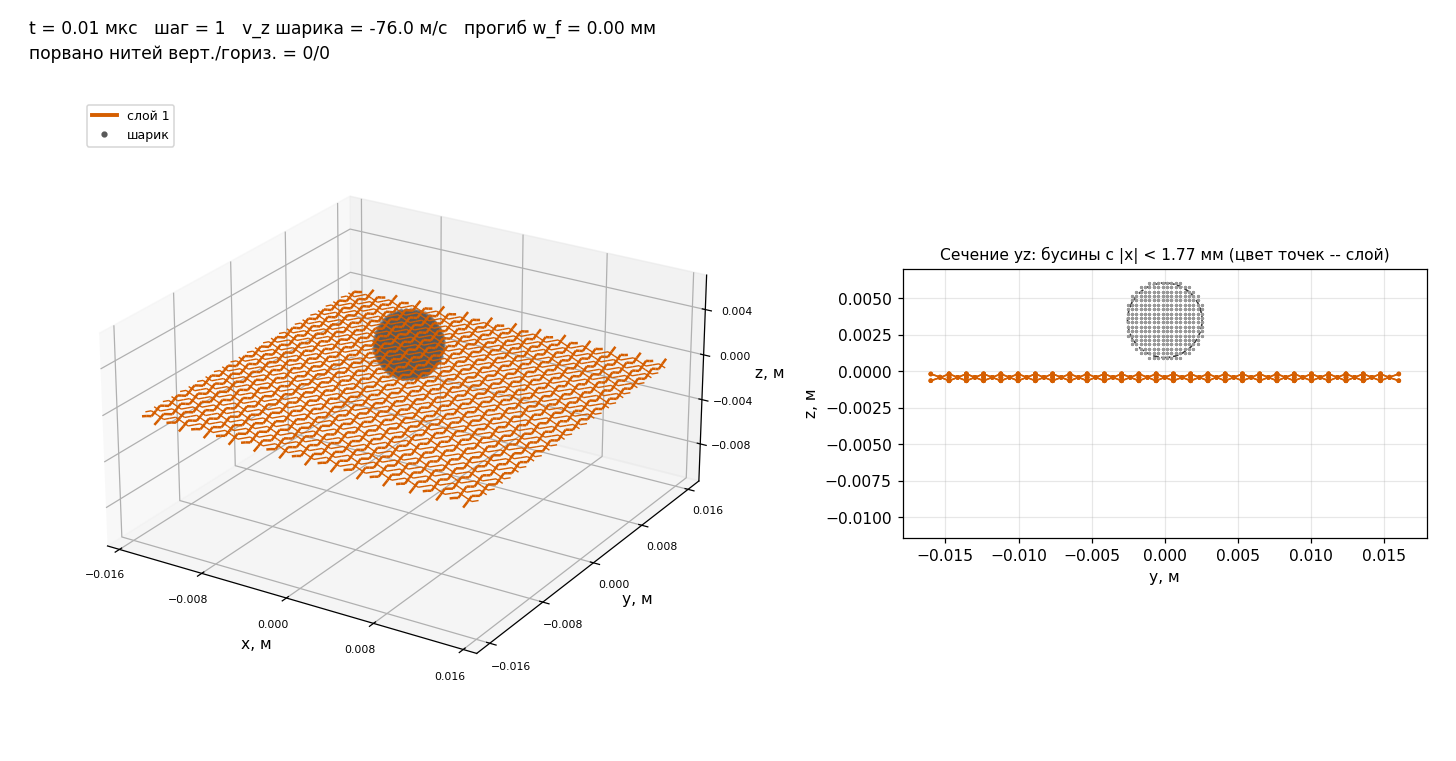 t = 0.01 мкс   шаг = 1   v_z шарика = -76.0 м/с   прогиб w_f = 0.00 мм
порвано нитей верт./гориз. = 0/0
слой 1
шарик
0.004
0.000
−0.004
−0.008
z, м
0.016
0.008
0.000
−0.008
−0.016
y, м
−0.016
−0.008
0.000
0.008
0.016
x, м
Сечение yz: бусины с |x| < 1.77 мм (цвет точек -- слой)
0.0050
0.0025
0.0000
−0.0025
−0.0050
−0.0075
−0.0100
z, м
−0.015
−0.010
−0.005
0.000
0.005
0.010
0.015
y, м